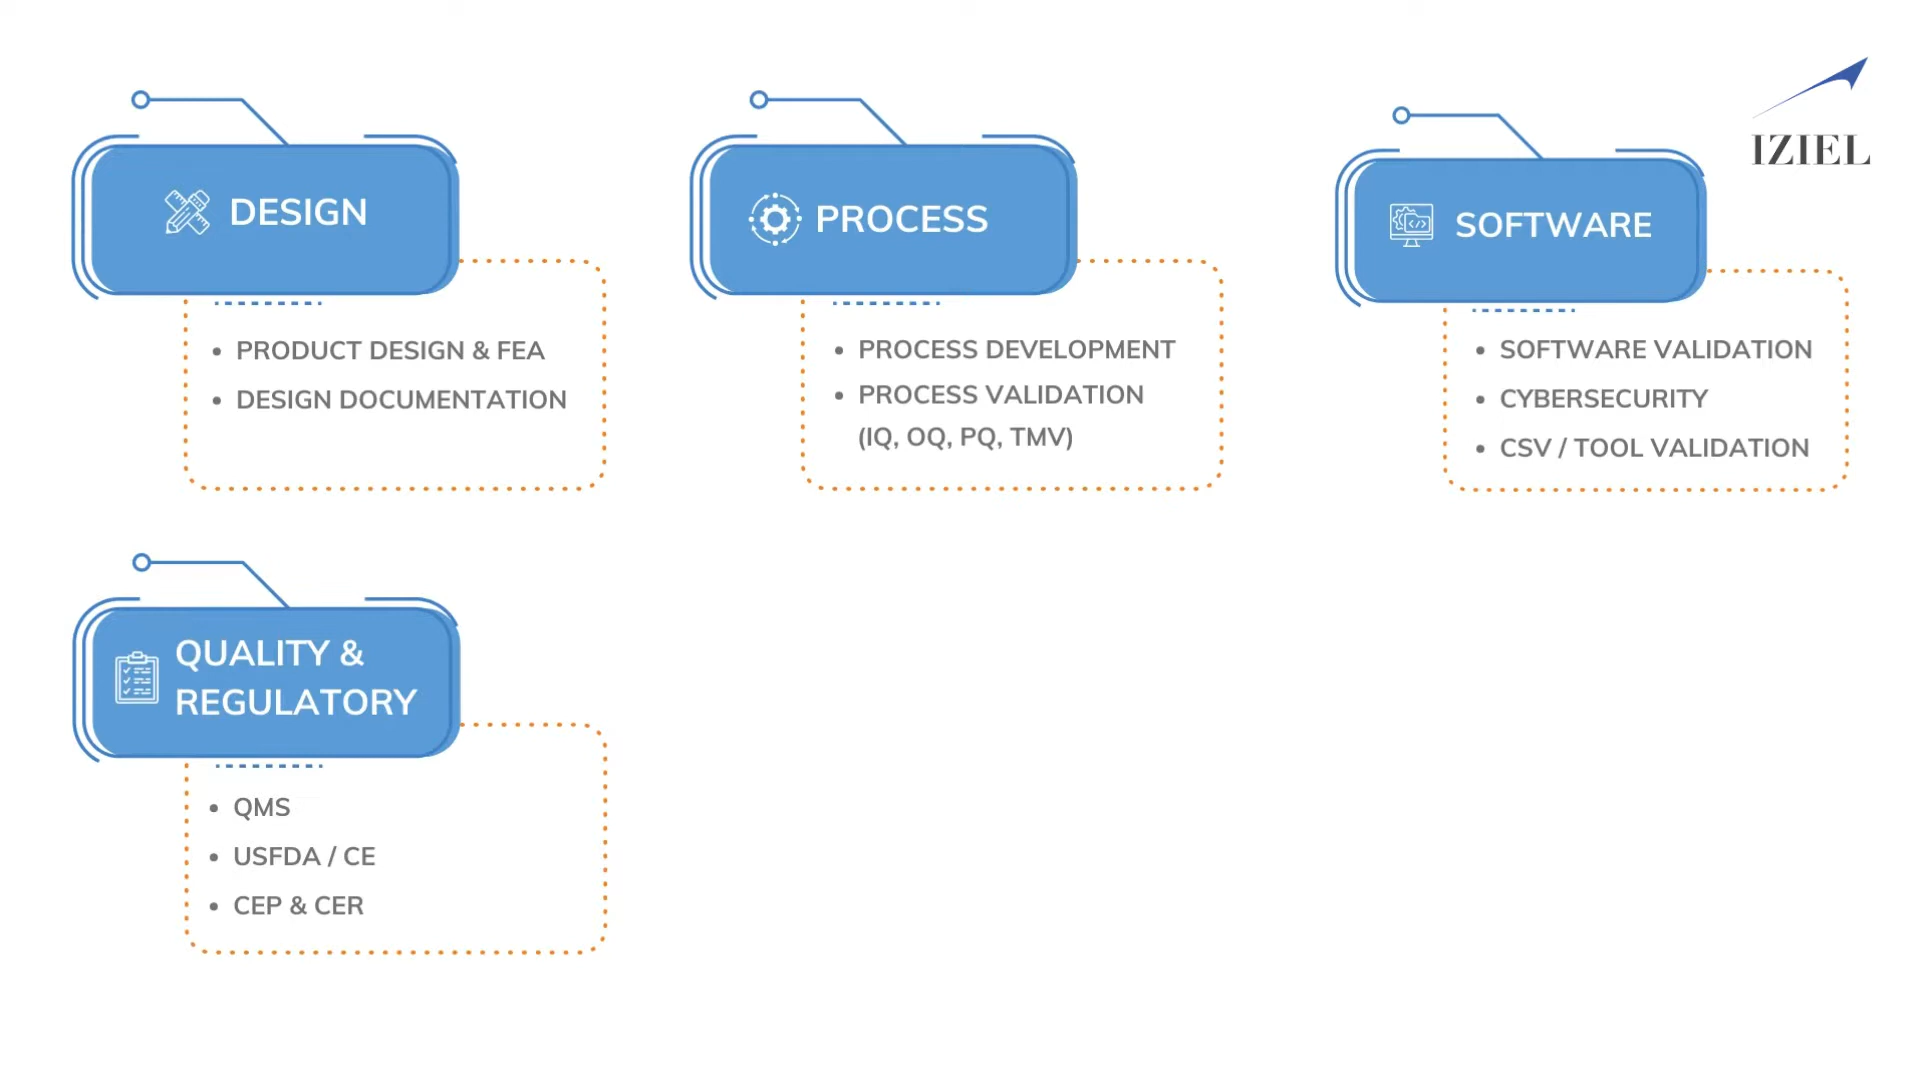 IZIEL
DESIGN
• PRODUCT DESIGN & FEA
• DESIGN DOCUMENTATION
PROCESS
• PROCESS DEVELOPMENT
• PROCESS VALIDATION
(IQ, OQ, PQ, TMV)
SOFTWARE
• SOFTWARE VALIDATION
• CYBERSECURITY
• CSV / TOOL VALIDATION
QUALITY &
REGULATORY
• QMS
• USFDA / CE
• CEP & CER